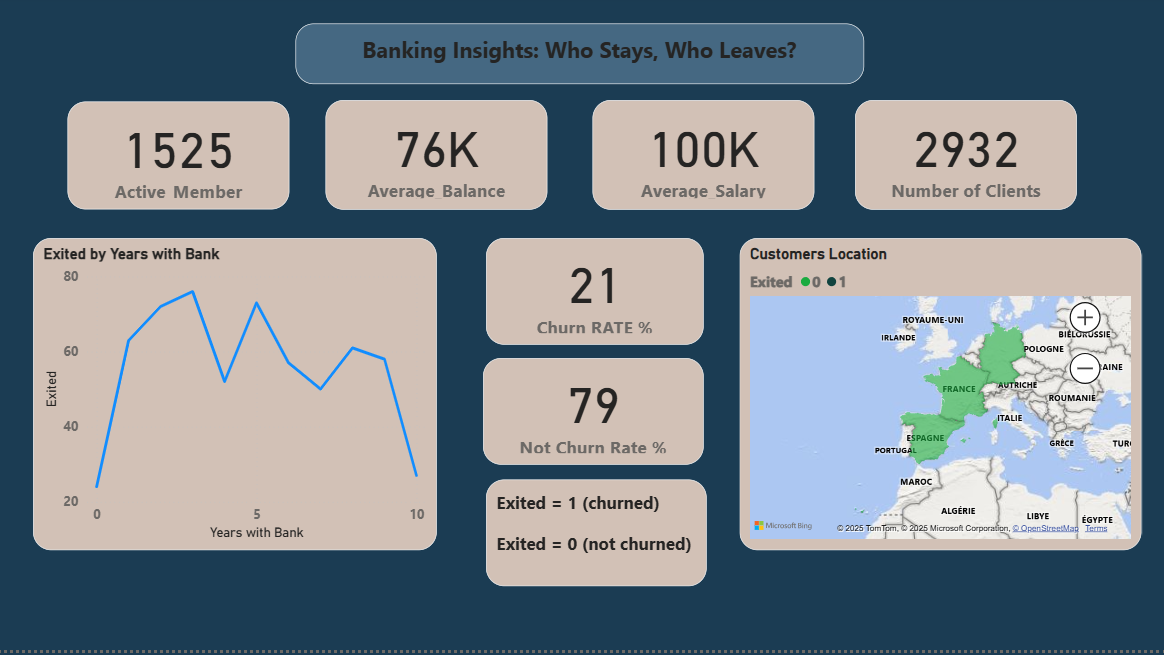 Banking Insights: Who Stays, Who Leaves?
1525
Active_Member
76K
Average_Balance
100K
Average_Salary
2932
Number of Clients
Exited by Years with Bank
80
60
40
20
Exited
0
5
10
Years with Bank
21
Churn RATE %
79
Not Churn Rate %
Exited = 1 (churned)
Exited = 0 (not churned)
Customers Location
Exited 0 1
ROYAUME-UNI
IRLANDE
BIÉLORUSSIE
POLOGNE
AINE
FRANCE
AUTRICHE
ROUMANIE
ITALIE
ESPAGNE
PORTUGAL
GRÈCE
TURQ
MAROC
ALGÉRIE
LIBYE
ÉGYPTE
Microsoft Bing
© 2025 TomTom, © 2025 Microsoft Corporation, © OpenStreetMap Terms